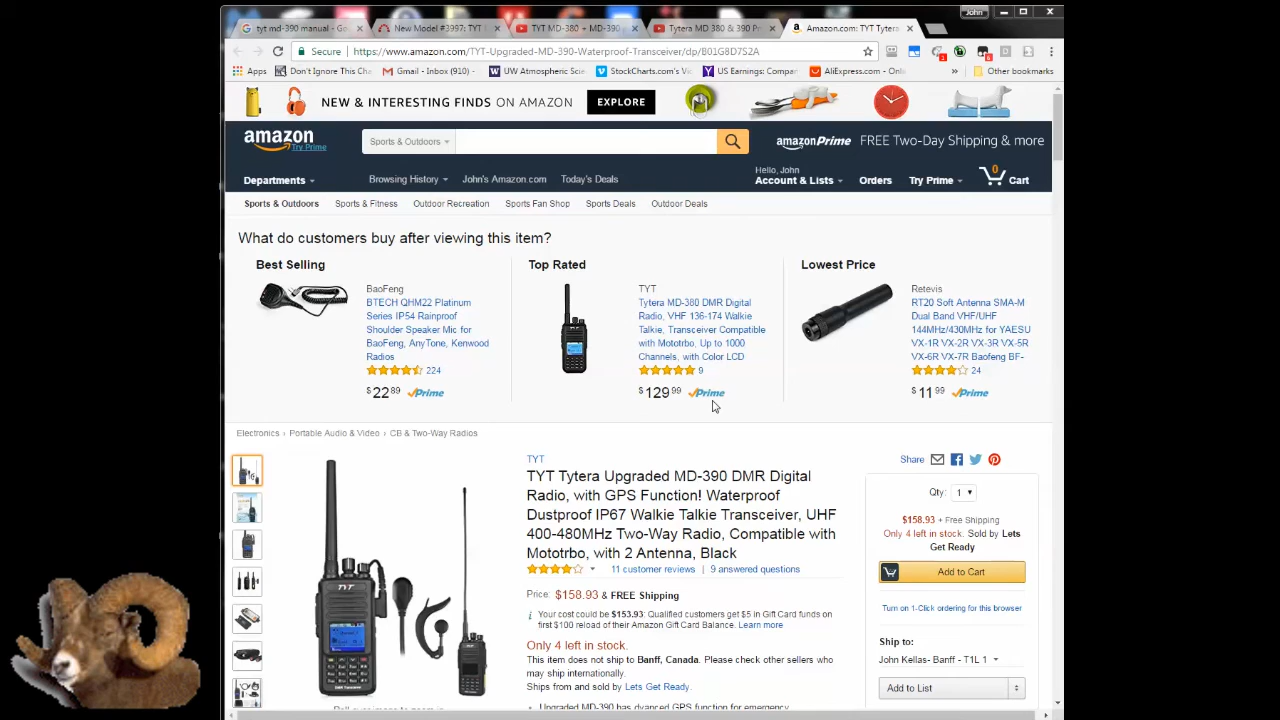 John
tyt md-390 manual - Go
New Model #3997: TYT
TYT MD-380 + MD-390
Tytera MD 380 & 390 Pr
Amazon.com: TYT Tytera
Secure https://www.amazon.com/TYT-Upgraded-MD-390-Waterproof-Transceiver/dp/B01G8D7S2A
Apps Don't Ignore This Cha Gmail - Inbox (910) - UW Atmospheric Scie StockCharts.com's Vi US Earnings: Compan AliExpress.com - Onli » Other bookmarks
NEW & INTERESTING FINDS ON AMAZON EXPLORE
amazon Try Prime Sports & Outdoors amazonPrime FREE Two-Day Shipping & more
Hello, John 0
Departments Browsing History John's Amazon.com Today's Deals Account & Lists Orders Try Prime Cart
Sports & Outdoors Sports & Fitness Outdoor Recreation Sports Fan Shop Sports Deals Outdoor Deals
What do customers buy after viewing this item?
Best Selling
BaoFeng
BTECH QHM22 Platinum
Series IP54 Rainproof
Shoulder Speaker Mic for
BaoFeng, AnyTone, Kenwood
Radios
224
$22 89 Prime
Top Rated
TYT
Tytera MD-380 DMR Digital
Radio, VHF 136-174 Walkie
Talkie, Transceiver Compatible
with Mototrbo, Up to 1000
Channels, with Color LCD
9
$129 99 Prime
Lowest Price
Retevis
RT20 Soft Antenna SMA-M
Dual Band VHF/UHF
144MHz/430MHz for YAESU
VX-1R VX-2R VX-3R VX-5R
VX-6R VX-7R Baofeng BF-
24
$11 99 Prime
Electronics › Portable Audio & Video › CB & Two-Way Radios
TYT
TYT
TYT Tytera Upgraded MD-390 DMR Digital
Radio, with GPS Function! Waterproof
Dustproof IP67 Walkie Talkie Transceiver, UHF
400-480MHz Two-Way Radio, Compatible with
Mototrbo, with 2 Antenna, Black
11 customer reviews | 9 answered questions
Price: $158.93 & FREE Shipping
Your cost could be $153.93: Qualified customers get $5 in Gift Card funds on
first $100 reload of their Amazon Gift Card Balance. Learn more
Only 4 left in stock.
This item does not ship to Banff, Canada. Please check other sellers who
may ship internationally.
Ships from and sold by Lets Get Ready.
Upgraded MD-390 has dvanced GPS function for emergency
Share
Qty: 1
$158.93 + Free Shipping
Only 4 left in stock. Sold by Lets
Get Ready
Add to Cart
Turn on 1-Click ordering for this browser
Ship to:
John Kellas- Banff - T1L 1
Add to List